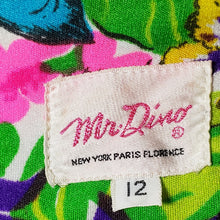 Mr. Dino ®
NEW YORK PARIS FLORENCE
12